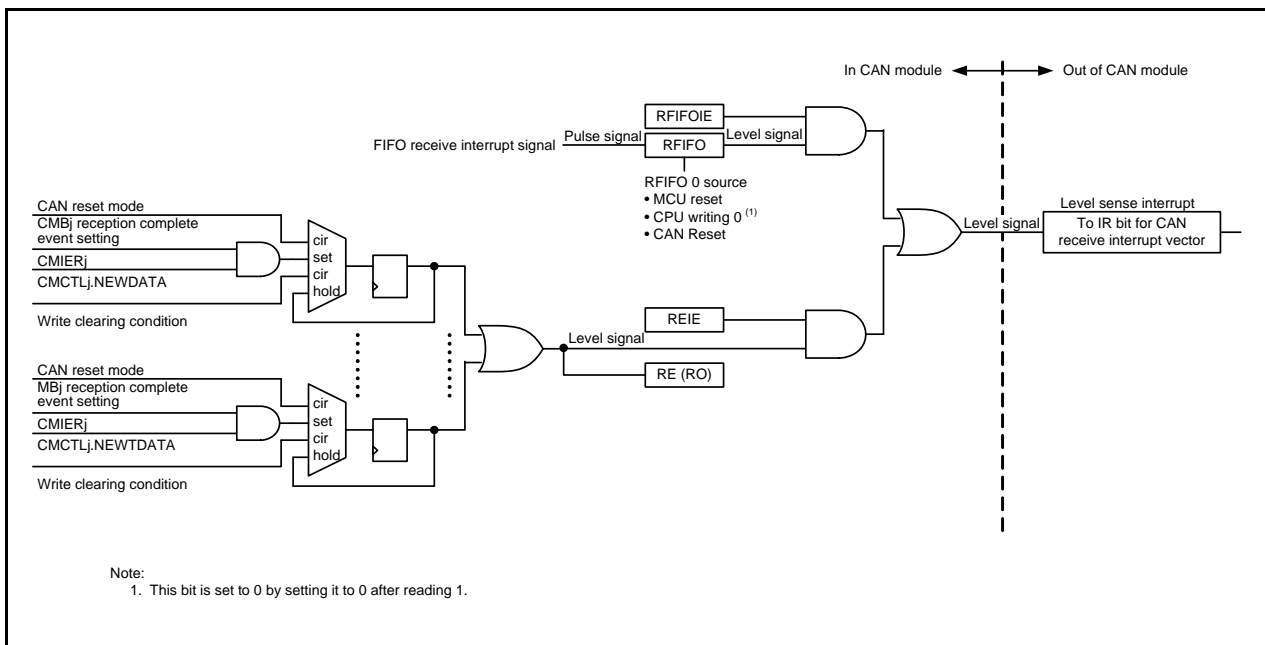 In CAN module
Out of CAN module
RFIFOIE
Pulse signal
Level signal
FIFO receive interrupt signal
RFIFO
RFIFO 0 source
• MCU reset
• CPU writing 0 (1)
• CAN Reset
Level sense interrupt
Level signal
To IR bit for CAN
receive interrupt vector
CAN reset mode
CMBj reception complete
event setting
CMIERj
CMCTLj.NEWDATA
Write clearing condition
cir
set
cir
hold
REIE
Level signal
RE (RO)
CAN reset mode
MBj reception complete
event setting
CMIERj
CMCTLj.NEWTDATA
Write clearing condition
cir
set
cir
hold
Note:
1. This bit is set to 0 by setting it to 0 after reading 1.